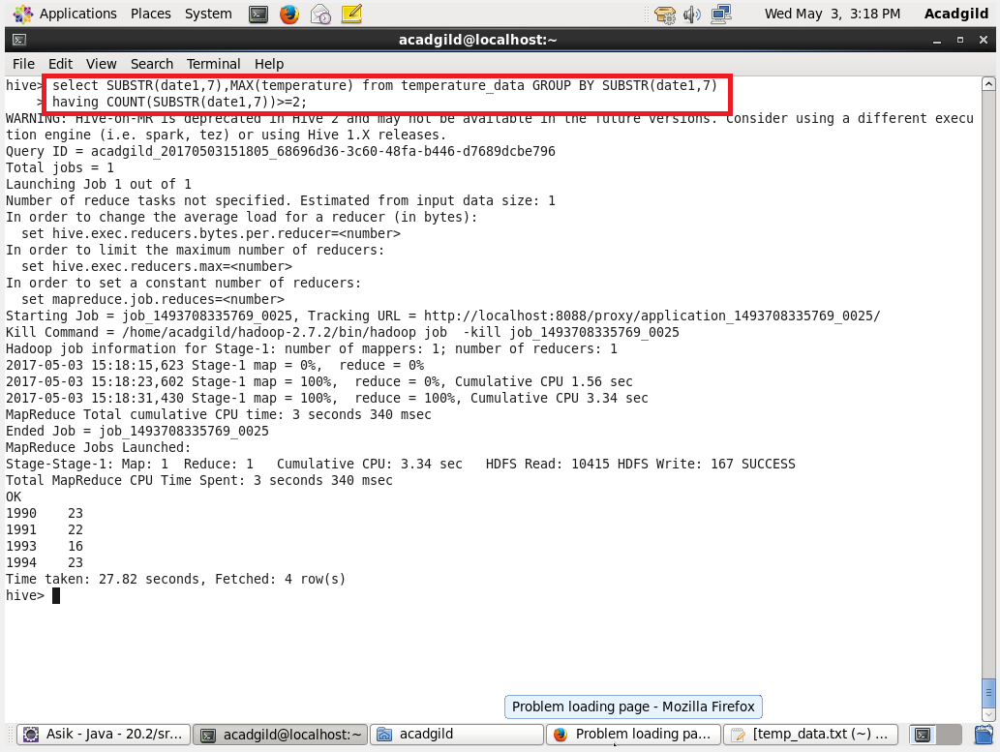 Applications Places System Wed May 3, 3:18 PM Acadgild
acadgild@localhost:~
File Edit View Search Terminal Help
hive> select SUBSTR(date1,7),MAX(temperature) from temperature_data GROUP BY SUBSTR(date1,7)
> having COUNT(SUBSTR(date1,7))>=2;
WARNING: Hive-on-MR is deprecated in Hive 2 and may not be available in the future versions. Consider using a different execu
tion engine (i.e. spark, tez) or using Hive 1.X releases.
Query ID = acadgild_20170503151805_68696d36-3c60-48fa-b446-d7689dcbe796
Total jobs = 1
Launching Job 1 out of 1
Number of reduce tasks not specified. Estimated from input data size: 1
In order to change the average load for a reducer (in bytes):
  set hive.exec.reducers.bytes.per.reducer=<number>
In order to limit the maximum number of reducers:
  set hive.exec.reducers.max=<number>
In order to set a constant number of reducers:
  set mapreduce.job.reduces=<number>
Starting Job = job_1493708335769_0025, Tracking URL = http://localhost:8088/proxy/application_1493708335769_0025/
Kill Command = /home/acadgild/hadoop-2.7.2/bin/hadoop job  -kill job_1493708335769_0025
Hadoop job information for Stage-1: number of mappers: 1; number of reducers: 1
2017-05-03 15:18:15,623 Stage-1 map = 0%,  reduce = 0%
2017-05-03 15:18:23,602 Stage-1 map = 100%,  reduce = 0%, Cumulative CPU 1.56 sec
2017-05-03 15:18:31,430 Stage-1 map = 100%,  reduce = 100%, Cumulative CPU 3.34 sec
MapReduce Total cumulative CPU time: 3 seconds 340 msec
Ended Job = job_1493708335769_0025
MapReduce Jobs Launched:
Stage-Stage-1: Map: 1  Reduce: 1   Cumulative CPU: 3.34 sec   HDFS Read: 10415 HDFS Write: 167 SUCCESS
Total MapReduce CPU Time Spent: 3 seconds 340 msec
OK
1990    23
1991    22
1993    16
1994    23
Time taken: 27.82 seconds, Fetched: 4 row(s)
hive>
Problem loading page - Mozilla Firefox
Asik - Java - 20.2/sr... acadgild@localhost:~ acadgild Problem loading pa... [temp_data.txt (~) ...